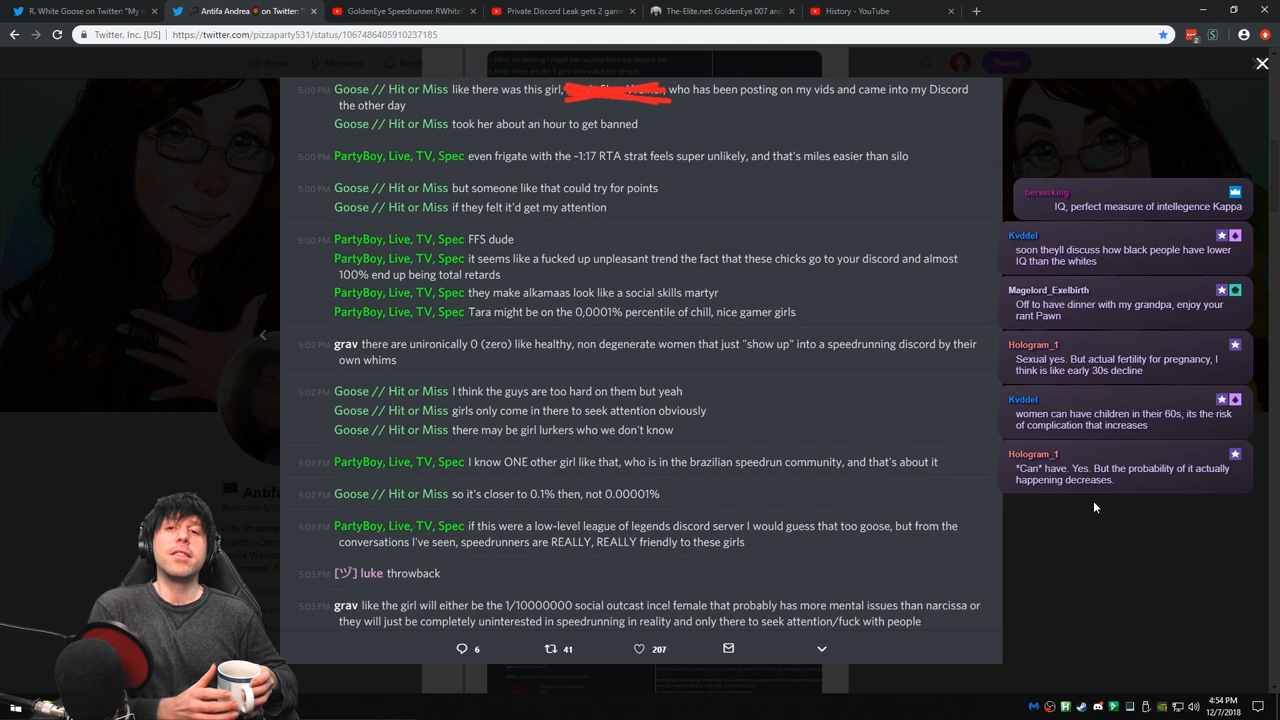 R. White Goose on Twitter: "My
Antifa Andrea on Twitter: "
GoldenEye Speedrunner RWhite
Private Discord Leak gets 2 game
The-Elite.net: GoldenEye 007 and
History - YouTube
Twitter, Inc. [US] https://twitter.com/pizzaparty531/status/1067486405910237185
Home Moments Tweet
5:00 PM Goose // Hit or Miss like there was this girl, who has been posting on my vids and came into my Discord
the other day
Goose // Hit or Miss took her about an hour to get banned
5:00 PM PartyBoy, Live, TV, Spec even frigate with the -1:17 RTA strat feels super unlikely, and that's miles easier than silo
5:00 PM Goose // Hit or Miss but someone like that could try for points
Goose // Hit or Miss if they felt it'd get my attention
5:00 PM PartyBoy, Live, TV, Spec FFS dude
PartyBoy, Live, TV, Spec it seems like a fucked up unpleasant trend the fact that these chicks go to your discord and almost
100% end up being total retards
PartyBoy, Live, TV, Spec they make alkamaas look like a social skills martyr
PartyBoy, Live, TV, Spec Tara might be on the 0,0001% percentile of chill, nice gamer girls
5:02 PM grav there are unironically 0 (zero) like healthy, non degenerate women that just "show up" into a speedrunning discord by their
own whims
5:02 PM Goose // Hit or Miss I think the guys are too hard on them but yeah
Goose // Hit or Miss girls only come in there to seek attention obviously
Goose // Hit or Miss there may be girl lurkers who we don't know
5:02 PM PartyBoy, Live, TV, Spec I know ONE other girl like that, who is in the brazilian speedrun community, and that's about it
5:02 PM Goose // Hit or Miss so it's closer to 0.1% then, not 0.00001%
5:03 PM PartyBoy, Live, TV, Spec if this were a low-level league of legends discord server I would guess that too goose, but from the
conversations I've seen, speedrunners are REALLY, REALLY friendly to these girls
5:03 PM [ヅ] luke throwback
5:03 PM grav like the girl will either be the 1/10000000 social outcast incel female that probably has more mental issues than narcissa or
they will just be completely uninterested in speedrunning in reality and only there to seek attention/fuck with people
6 41 207
berserking
IQ, perfect measure of intellegence Kappa
Kvddel
soon theyll discuss how black people have lower
IQ than the whites
Magelord_Exelbirth
Off to have dinner with my grandpa, enjoy your
rant Pawn
Hologram_1
Sexual yes. But actual fertility for pregnancy, I
think is like early 30s decline
Kvddel
women can have children in their 60s, its the risk
of complication that increases
Hologram_1
*Can* have. Yes. But the probability of it actually
happening decreases.
Antifa
4:54 PM
12/7/2018